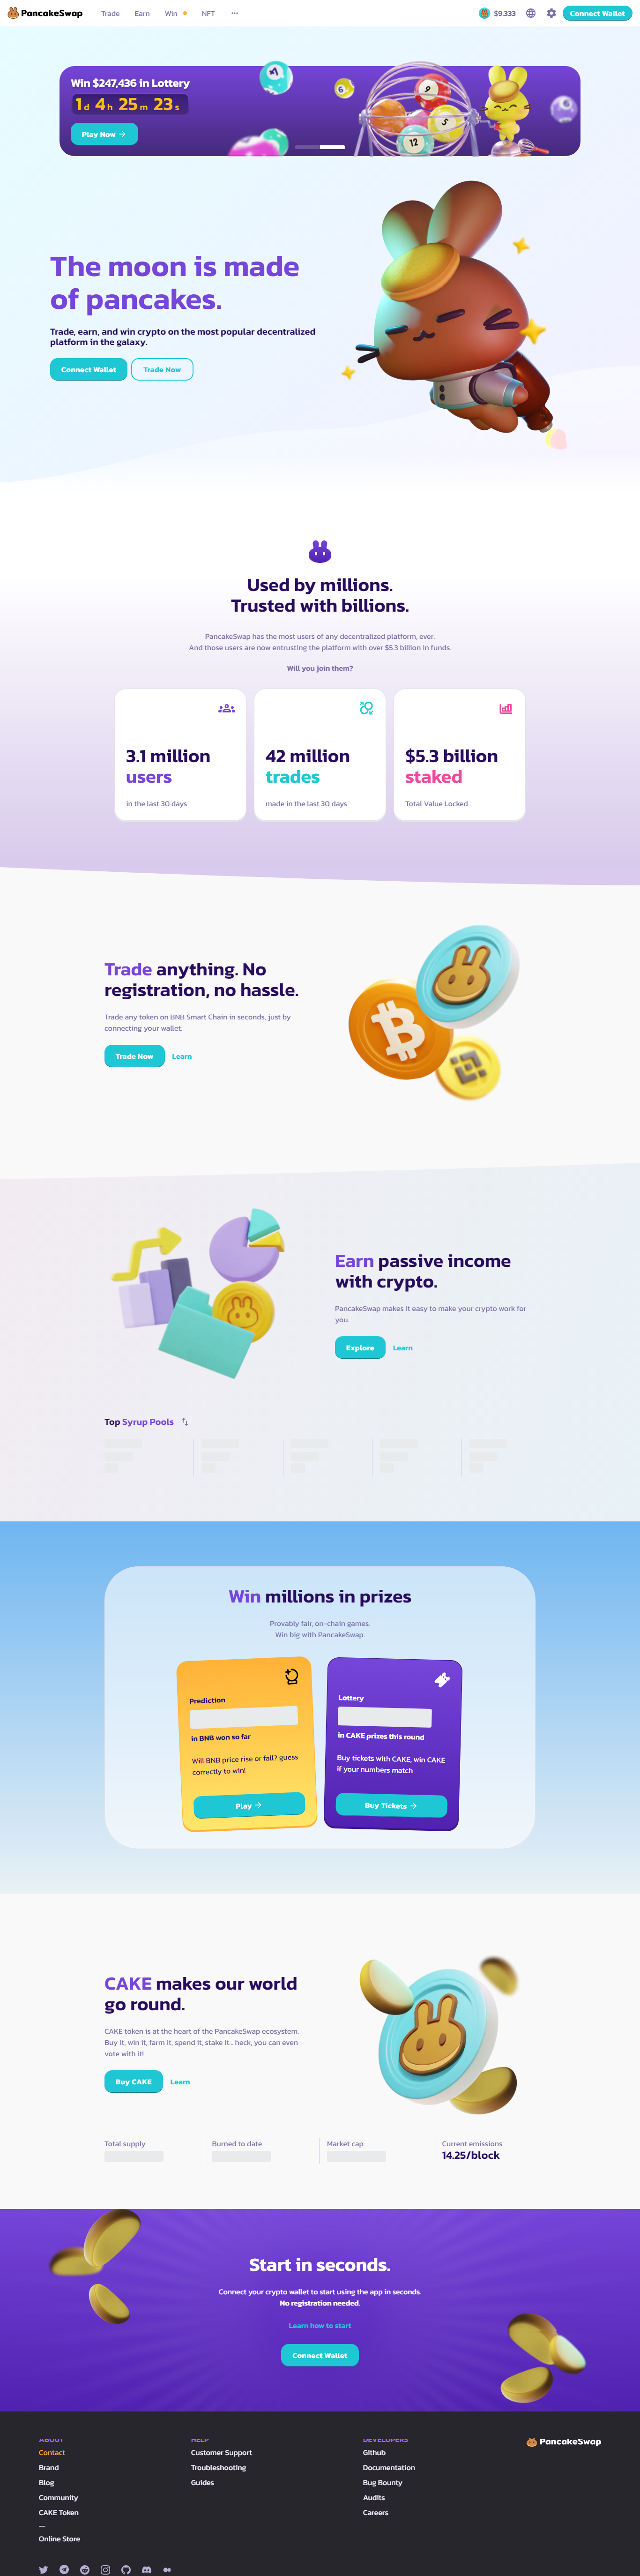 PancakeSwap
Trade
Earn
Win
NFT
$9.333
Connect Wallet
Win $247,436 in Lottery
1d 4h 25m 23s
Play Now
6
9
5
12
The moon is made
of pancakes.
Trade, earn, and win crypto on the most popular decentralized
platform in the galaxy.
Connect Wallet
Trade Now
Used by millions.
Trusted with billions.
PancakeSwap has the most users of any decentralized platform, ever.
And those users are now entrusting the platform with over $5.3 billion in funds.
Will you join them?
3.1 million
users
in the last 30 days
42 million
trades
made in the last 30 days
$5.3 billion
staked
Total Value Locked
Trade anything. No
registration, no hassle.
Trade any token on BNB Smart Chain in seconds, just by
connecting your wallet.
Trade Now
Learn
Earn passive income
with crypto.
PancakeSwap makes it easy to make your crypto work for
you.
Explore
Learn
Top Syrup Pools
Win millions in prizes
Provably fair, on-chain games.
Win big with PancakeSwap.
Prediction
in BNB won so far
Will BNB price rise or fall? guess
correctly to win!
Play
Lottery
in CAKE prizes this round
Buy tickets with CAKE, win CAKE
if your numbers match
Buy Tickets
CAKE makes our world
go round.
CAKE token is at the heart of the PancakeSwap ecosystem.
Buy it, win it, farm it, spend it, stake it... heck, you can even
vote with it!
Buy CAKE
Learn
Total supply
Burned to date
Market cap
Current emissions
14.25/block
Start in seconds.
Connect your crypto wallet to start using the app in seconds.
No registration needed.
Learn how to start
Connect Wallet
ABOUT
Contact
Brand
Blog
Community
CAKE Token
—
Online Store
HELP
Customer Support
Troubleshooting
Guides
DEVELOPERS
Github
Documentation
Bug Bounty
Audits
Careers
PancakeSwap